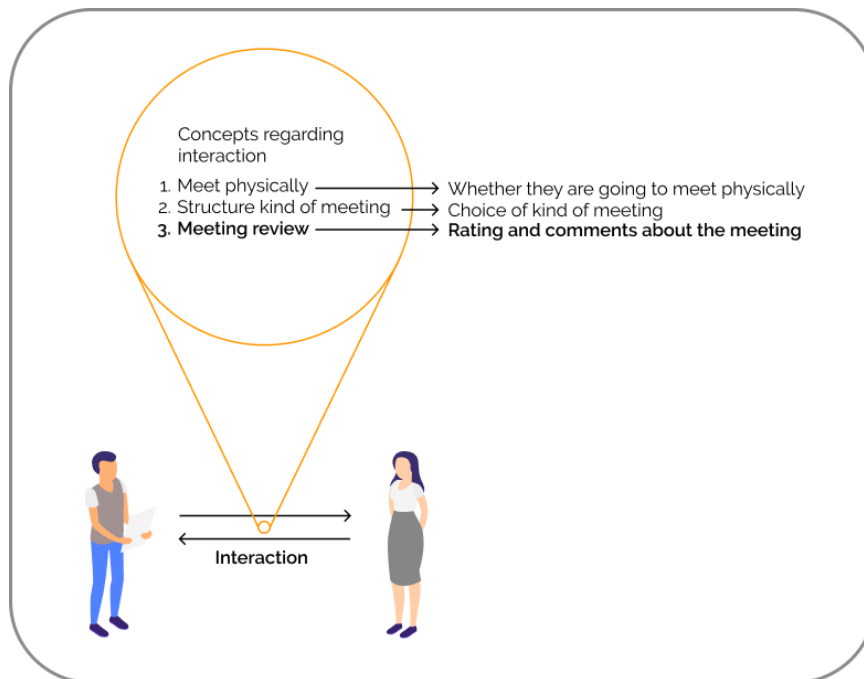 Concepts regarding
interaction
1. Meet physically
Whether they are going to meet physically
2. Structure kind of meeting
Choice of kind of meeting
3. Meeting review
Rating and comments about the meeting
Interaction